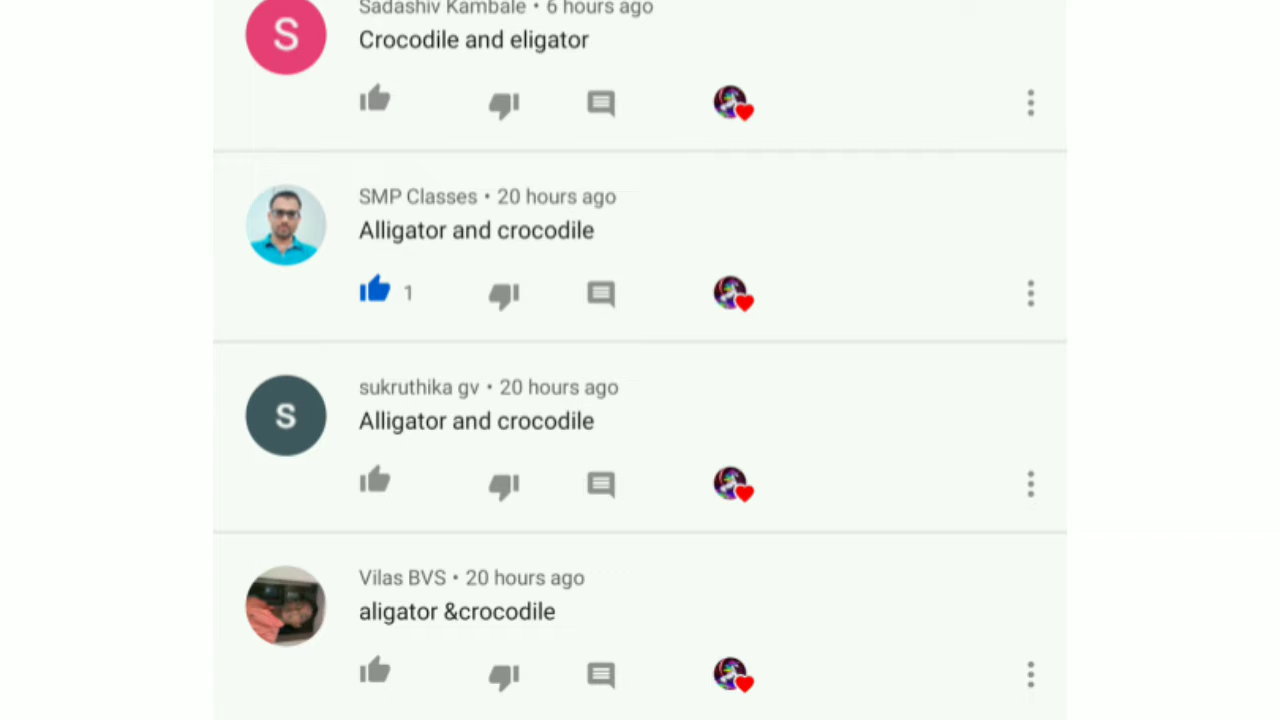 Sadashiv Kambale • 6 hours ago
S
Crocodile and eligator
SMP Classes • 20 hours ago
Alligator and crocodile
1
sukruthika gv • 20 hours ago
s
Alligator and crocodile
Vilas BVS • 20 hours ago
aligator &crocodile